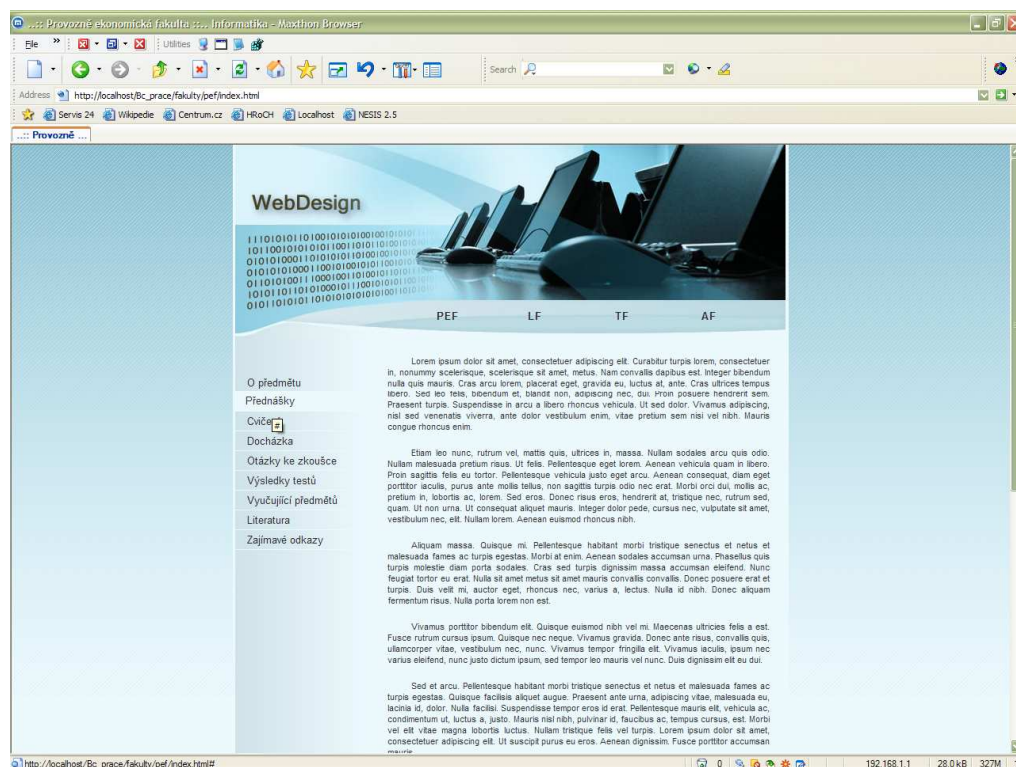 ..:: Provozně ekonomická fakulta ::.. Informatika - Maxthon Browser
File » Utilities
Search
Address http://localhost/Bc_prace/fakulty/pef/index.html
Servis 24 Wikipedie Centrum.cz HRoCH Localhost NESIS 2.5
..:: Provozně ...
WebDesign
PEF LF TF AF
O předmětu
Přednášky
#
Docházka
Otázky ke zkoušce
Výsledky testů
Vyučujíící předmětů
Literatura
Zajímavé odkazy
Lorem ipsum dolor sit amet, consectetuer adipiscing elit. Curabitur turpis lorem, consectetuer
in, nonummy scelerisque, scelerisque sit amet, metus. Nam convallis dapibus est. Integer bibendum
nulla quis mauris. Cras arcu lorem, placerat eget, gravida eu, luctus at, ante. Cras ultrices tempus
libero. Sed leo felis, bibendum et, blandit non, adipiscing nec, dui. Proin posuere hendrerit sem.
Praesent turpis. Suspendisse in arcu a libero rhoncus vehicula. Ut sed dolor. Vivamus adipiscing,
nisl sed venenatis viverra, ante dolor vestibulum enim, vitae pretium sem nisi vel nibh. Mauris
congue rhoncus enim.
Etiam leo nunc, rutrum vel, mattis quis, ultrices in, massa. Nullam sodales arcu quis odio.
Nullam malesuada pretium risus. Ut felis. Pellentesque eget lorem. Aenean vehicula quam in libero.
Proin sagittis felis eu tortor. Pellentesque vehicula justo eget arcu. Aenean consequat, diam eget
porttitor iaculis, purus ante mollis tellus, non sagittis turpis odio nec erat. Morbi orci dui, mollis ac,
pretium in, lobortis ac, lorem. Sed eros. Donec risus eros, hendrerit at, tristique nec, rutrum sed,
quam. Ut non urna. Ut consequat aliquet mauris. Integer dolor pede, cursus nec, vulputate sit amet,
vestibulum nec, elit. Nullam lorem. Aenean euismod rhoncus nibh.
Aliquam massa. Quisque mi. Pellentesque habitant morbi tristique senectus et netus et
malesuada fames ac turpis egestas. Morbi at enim. Aenean sodales accumsan urna. Phasellus quis
turpis molestie diam porta sodales. Cras sed turpis dignissim massa accumsan eleifend. Nunc
feugiat tortor eu erat. Nulla sit amet metus sit amet mauris convallis convallis. Donec posuere erat et
turpis. Duis velit mi, auctor eget, rhoncus nec, varius a, lectus. Nulla id nibh. Donec aliquam
fermentum risus. Nulla porta lorem non est.
Vivamus porttitor bibendum elit. Quisque euismod nibh vel mi. Maecenas ultricies felis a est.
Fusce rutrum cursus ipsum. Quisque nec neque. Vivamus gravida. Donec ante risus, convallis quis,
ullamcorper vitae, vestibulum nec, nunc. Vivamus tempor fringilla elit. Vivamus iaculis, ipsum nec
varius eleifend, nunc justo dictum ipsum, sed tempor leo mauris vel nunc. Duis dignissim elit eu dui.
Sed et arcu. Pellentesque habitant morbi tristique senectus et netus et malesuada fames ac
turpis egestas. Quisque facilisis aliquet augue. Praesent ante urna, adipiscing vitae, malesuada eu,
lacinia id, dolor. Nulla facilisi. Suspendisse tempor eros id erat. Pellentesque mauris elit, vehicula ac,
condimentum ut, luctus a, justo. Mauris nisl nibh, pulvinar id, faucibus ac, tempus cursus, est. Morbi
vel elit vitae magna lobortis luctus. Nullam tristique felis vel turpis. Lorem ipsum dolor sit amet,
consectetuer adipiscing elit. Ut suscipit purus eu eros. Aenean dignissim. Fusce porttitor accumsan
mauris
http://localhost/Bc_prace/fakulty/pef/index.html# 0 192.168.1.1 28.0 kB 327M